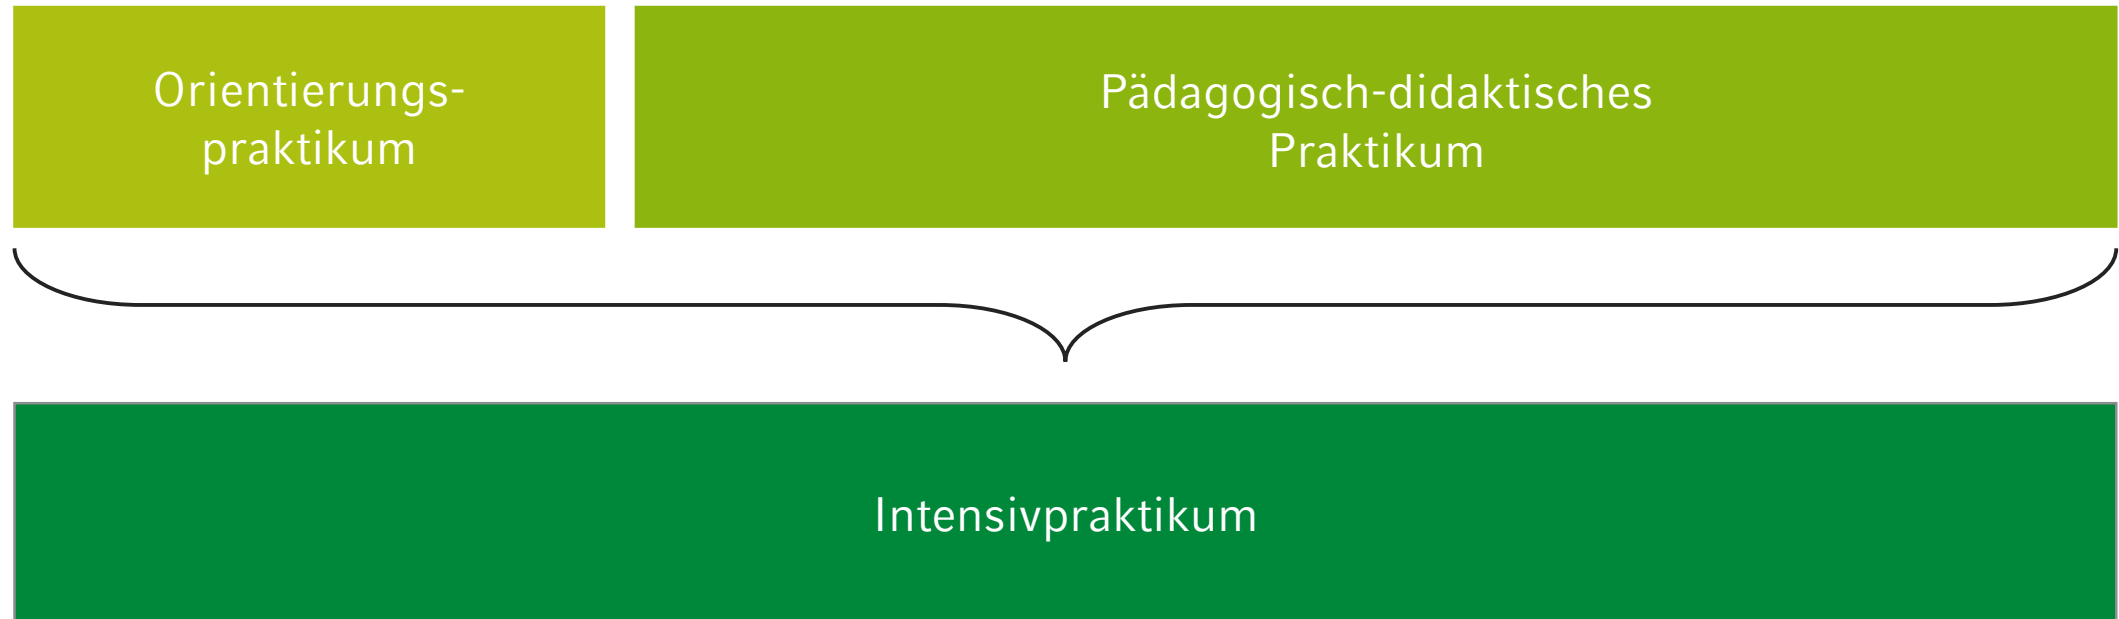 Orientierungs-
praktikum
Pädagogisch-didaktisches
Praktikum
Intensivpraktikum